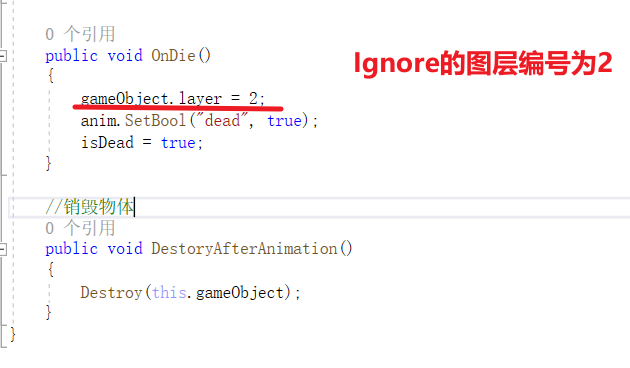 0 个引用
public void OnDie()
Ignore的图层编号为2
{
gameObject.layer = 2;
anim.SetBool("dead", true);
isDead = true;
}
//销毁物体
0 个引用
public void DestoryAfterAnimation()
{
Destroy(this.gameObject);
}
}